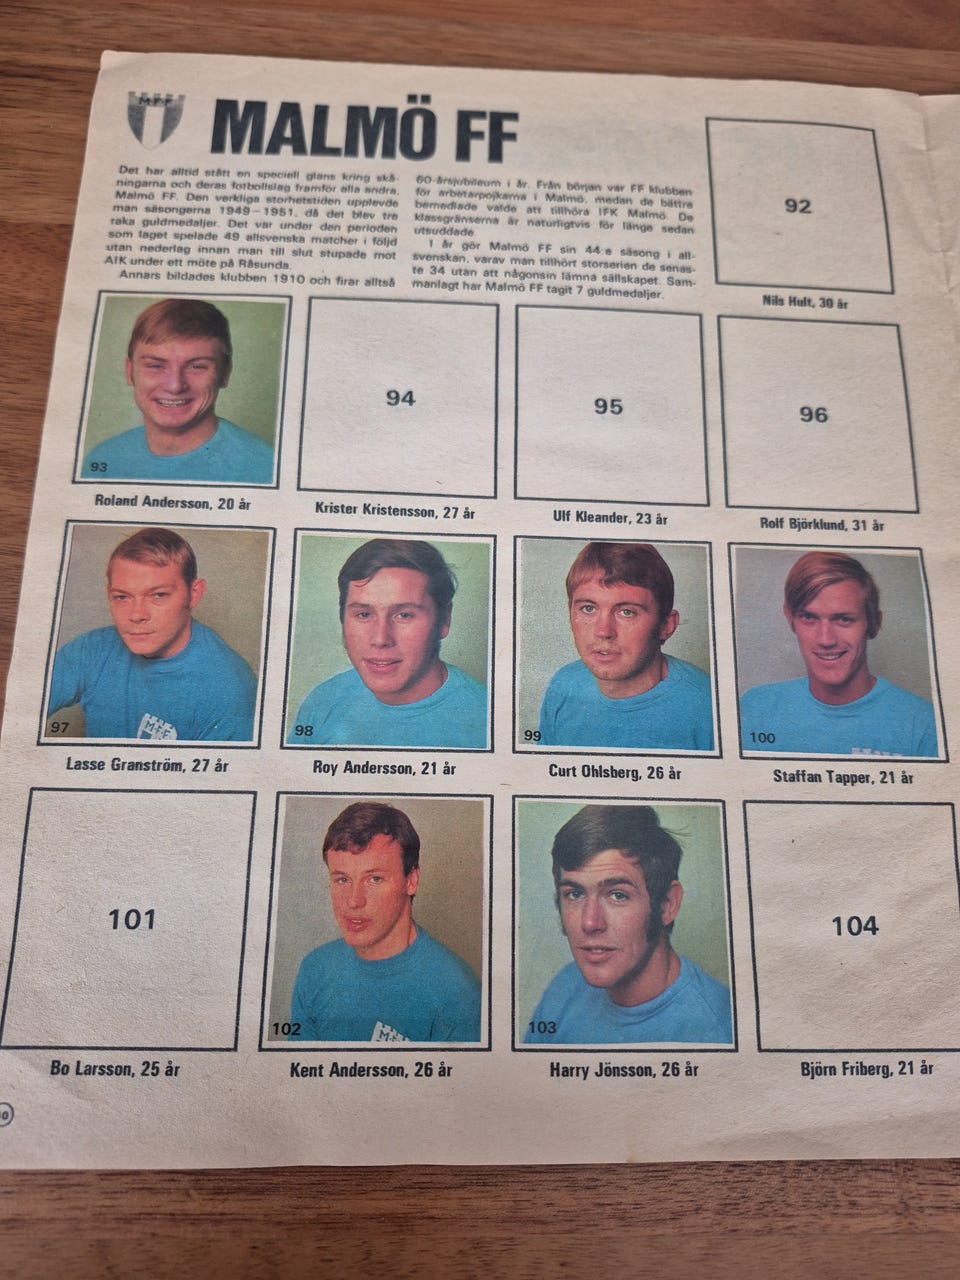 M-F-F
MALMÖ FF
Det har alltid stått en speciell glans kring skå-
ningarna och deras fotbollslag framför alla andra,
Malmö FF. Den verkliga storhetstiden upplevde
man säsongerna 1949–1951, då det blev tre
raka guldmedaljer. Det var under den perioden
som laget spelade 49 allsvenska matcher i följd
utan nederlag innan man till slut stupade mot
AIK under ett möte på Råsunda.
Annars bildades klubben 1910 och firar alltså
60-årsjubileum i år. Från början var FF klubben
för arbetarpojkarna i Malmö, medan de bättre
bemedlade valde att tillhöra IFK Malmö. De
klassgränserna är naturligtvis för länge sedan
utsuddade.
I år gör Malmö FF sin 44:e säsong i all-
svenskan, varav man tillhört storserien de senas-
te 34 utan att någonsin lämna sällskapet. Sam-
manlagt har Malmö FF tagit 7 guldmedaljer.
92
Nils Hult, 30 år
93
Roland Andersson, 20 år
94
Krister Kristensson, 27 år
95
Ulf Kleander, 23 år
96
Rolf Björklund, 31 år
97
M-F-F
Lasse Granström, 27 år
98
Roy Andersson, 21 år
99
Curt Ohlsberg, 26 år
100
Staffan Tapper, 21 år
101
Bo Larsson, 25 år
102
Kent Andersson, 26 år
103
Harry Jönsson, 26 år
104
Björn Friberg, 21 år